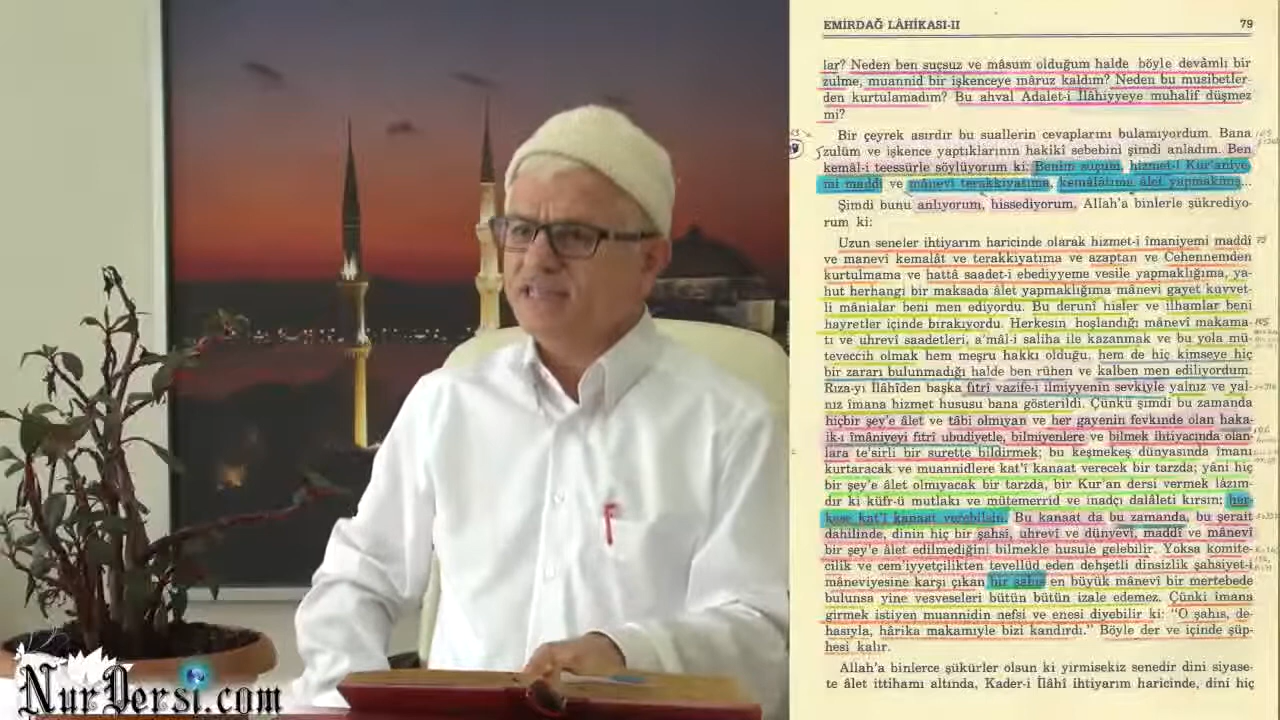 EMİRDAĞ LÂHİKASI-II 79
lar? Neden ben suçsuz ve mâsum olduğum halde böyle devâmlı bir
zulme, muannid bir işkenceye mâruz kaldım? Neden bu musibetler-
den kurtulamadım? Bu ahval Adalet-i İlâhiyyeye muhalif düşmez
mi?
Bir çeyrek asırdır bu suallerin cevaplarını bulamıyordum. Bana
zulüm ve işkence yaptıklarının hakikî sebebini şimdi anladım. Ben
kemâl-i teessürle söylüyorum ki: Benim suçum, hizmet-i Kur'aniye-
mi maddî ve mânevî terakkiyatıma, kemâlâtıma âlet yapmakmış...
Şimdi bunu anlıyorum, hissediyorum, Allah'a binlerle şükrediyo-
rum ki:
Uzun seneler ihtiyarım haricinde olarak hizmet-i îmaniyemi maddî
ve manevî kemalât ve terakkiyatıma ve azaptan ve Cehennemden
kurtulmama ve hattâ saadet-i ebediyyeme vesile yapmaklığıma, ya-
hut herhangi bir maksada âlet yapmaklığıma mânevi gayet kuvvet-
li mânialar beni men ediyordu. Bu derunî hisler ve ilhamlar beni
hayretler içinde bırakıyordu. Herkesin hoşlandığı mânevî makama-
tı ve uhrevî saadetleri, a'mâl-i saliha ile kazanmak ve bu yola mü-
teveccih olmak hem meşru hakkı olduğu, hem de hiç kimseye hiç
bir zararı bulunmadığı halde ben rûhen ve kalben men ediliyordum.
Rıza-yı İlâhîden başka fıtrî vazife-i ilmiyyenin sevkiyle yalnız ve yal-
nız îmana hizmet hususu bana gösterildi. Çünkü şimdi bu zamanda
hiçbir şey'e âlet ve tâbi olmıyan ve her gayenin fevkinde olan haka-
ik-ı îmâniyeyi fıtrî ubudiyetle, bilmiyenlere ve bilmek ihtiyacında olan-
lara te'sirli bir surette bildirmek; bu keşmekeş dünyasında îmanı
kurtaracak ve muannidlere kat'î kanaat verecek bir tarzda; yâni hiç
bir şey'e âlet olmıyacak bir tarzda, bir Kur'an dersi vermek lâzım-
dır ki küfr-ü mutlakı ve mütemerrid ve inadçı dalâleti kırsın; her-
kese kat'î kanaat verebilsin. Bu kanaat da bu zamanda, bu şerait
dahilinde, dinin hiç bir şahsî, uhrevî ve dünyevî, maddî ve mânevî
bir şey'e âlet edilmediğini bilmekle husule gelebilir. Yoksa komite-
cilik ve cem'iyyetçilikten tevellüd eden dehşetli dinsizlik şahsiyet-i
mâneviyesine karşı çıkan bir şahıs en büyük mânevî bir mertebede
bulunsa yine vesveseleri bütün bütün izale edemez. Çünki îmana
girmek istiyen muannidin nefsi ve enesi diyebilir ki: "O şahıs, de-
hasıyla, hârika makamiyle bizi kandırdı." Böyle der ve içinde şüp-
hesi kalır.
Allah'a binlerce şükürler olsun ki yirmisekiz senedir dini siyase-
te âlet ittihamı altında, Kader-i İlâhî ihtiyarım haricinde, dinî hiç
NurDersi.com